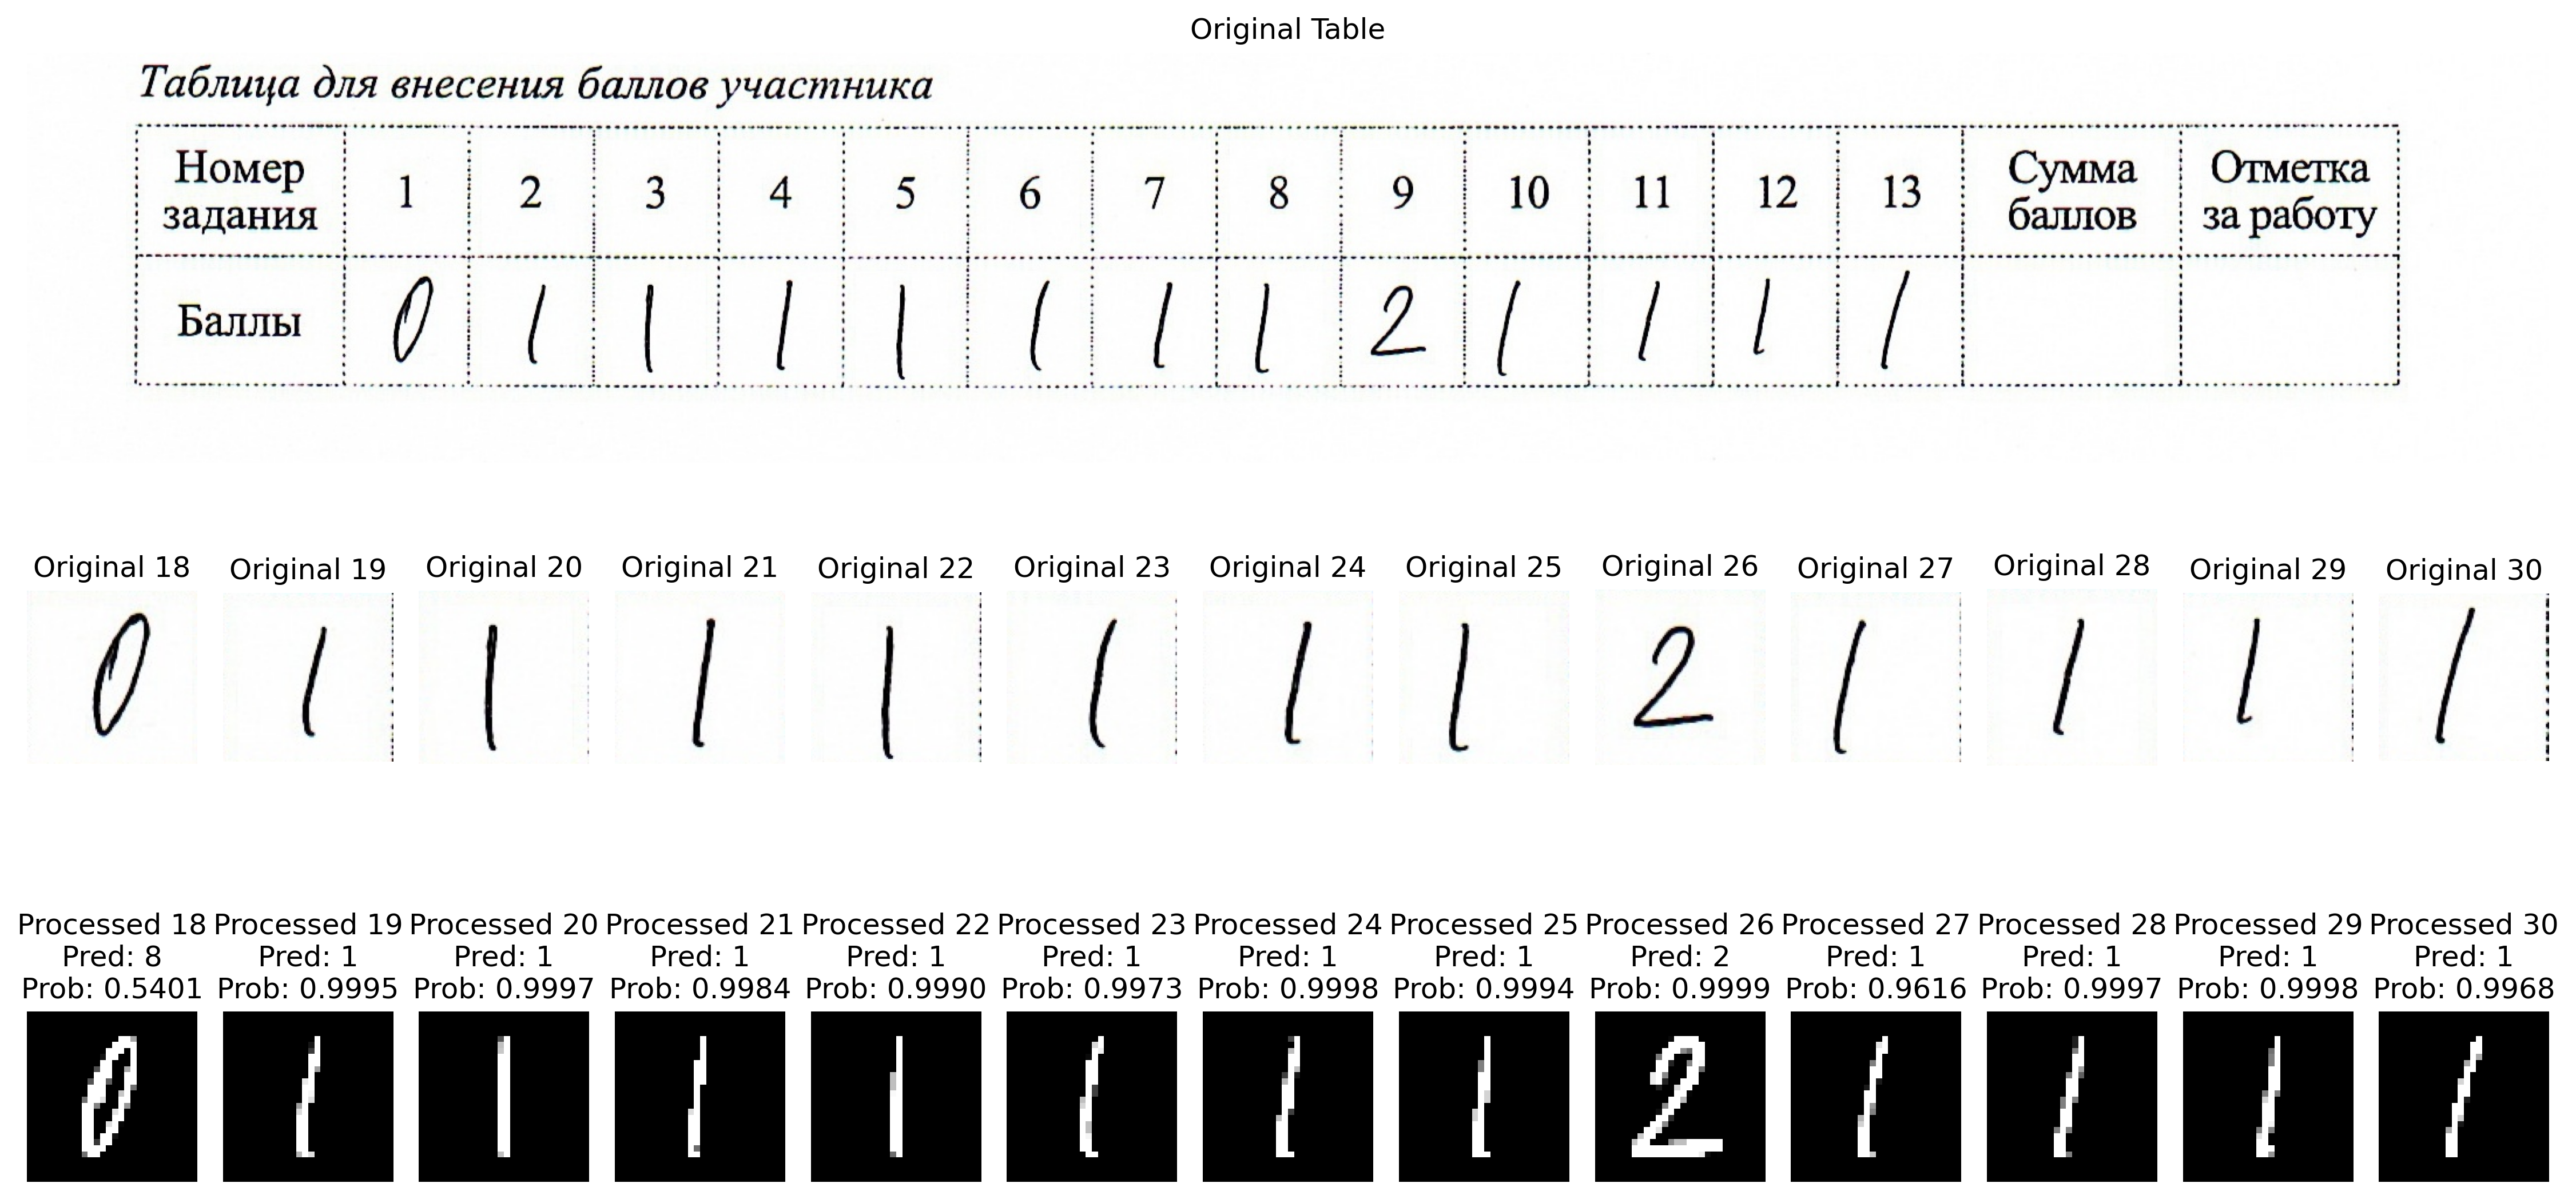 Original Table
Таблица для внесения баллов участника
Номер задания 1 2 3 4 5 6 7 8 9 10 11 12 13 Сумма баллов Отметка за работу
Баллы 0 1 1 1 1 1 1 1 2 1 1 1 1
Original 18 Original 19 Original 20 Original 21 Original 22 Original 23 Original 24 Original 25 Original 26 Original 27 Original 28 Original 29 Original 30
0 1 1 1 1 1 1 1 2 1 1 1 1
Processed 18 Processed 19 Processed 20 Processed 21 Processed 22 Processed 23 Processed 24 Processed 25 Processed 26 Processed 27 Processed 28 Processed 29 Processed 30
Pred: 8 Pred: 1 Pred: 1 Pred: 1 Pred: 1 Pred: 1 Pred: 1 Pred: 1 Pred: 2 Pred: 1 Pred: 1 Pred: 1 Pred: 1
Prob: 0.5401 Prob: 0.9995 Prob: 0.9997 Prob: 0.9984 Prob: 0.9990 Prob: 0.9973 Prob: 0.9998 Prob: 0.9994 Prob: 0.9999 Prob: 0.9616 Prob: 0.9997 Prob: 0.9998 Prob: 0.9968
0 1 1 1 1 1 1 1 2 1 1 1 1